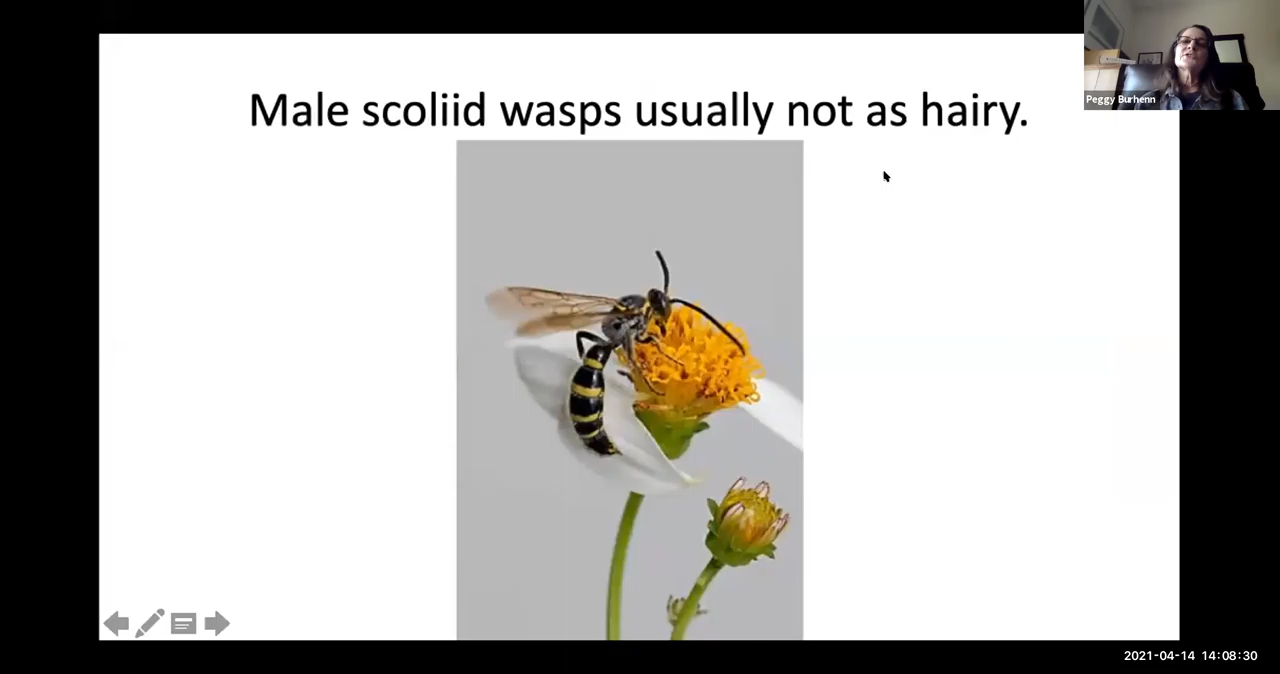 Male scoliid wasps usually not as hairy.
Peggy Burhenn
2021-04-14 14:08:30